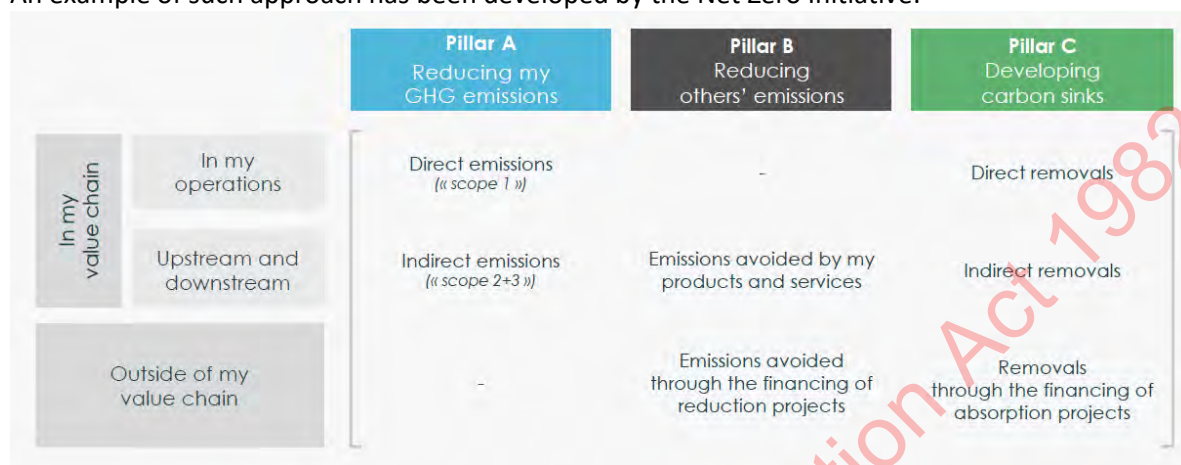 An example of such approach has been developed by the Net Zero Initiative:
Pillar A
Reducing my
GHG emissions
Pillar B
Reducing
others' emissions
Pillar C
Developing
carbon sinks
In my
value chain
In my
operations
Direct emissions
(« scope 1 »)
-
Direct removals
Upstream and
downstream
Indirect emissions
(« scope 2+3 »)
Emissions avoided by my
products and services
Indirect removals
Outside of my
value chain
-
Emissions avoided
through the financing of
reduction projects
Removals
through the financing of
absorption projects
Act 1982